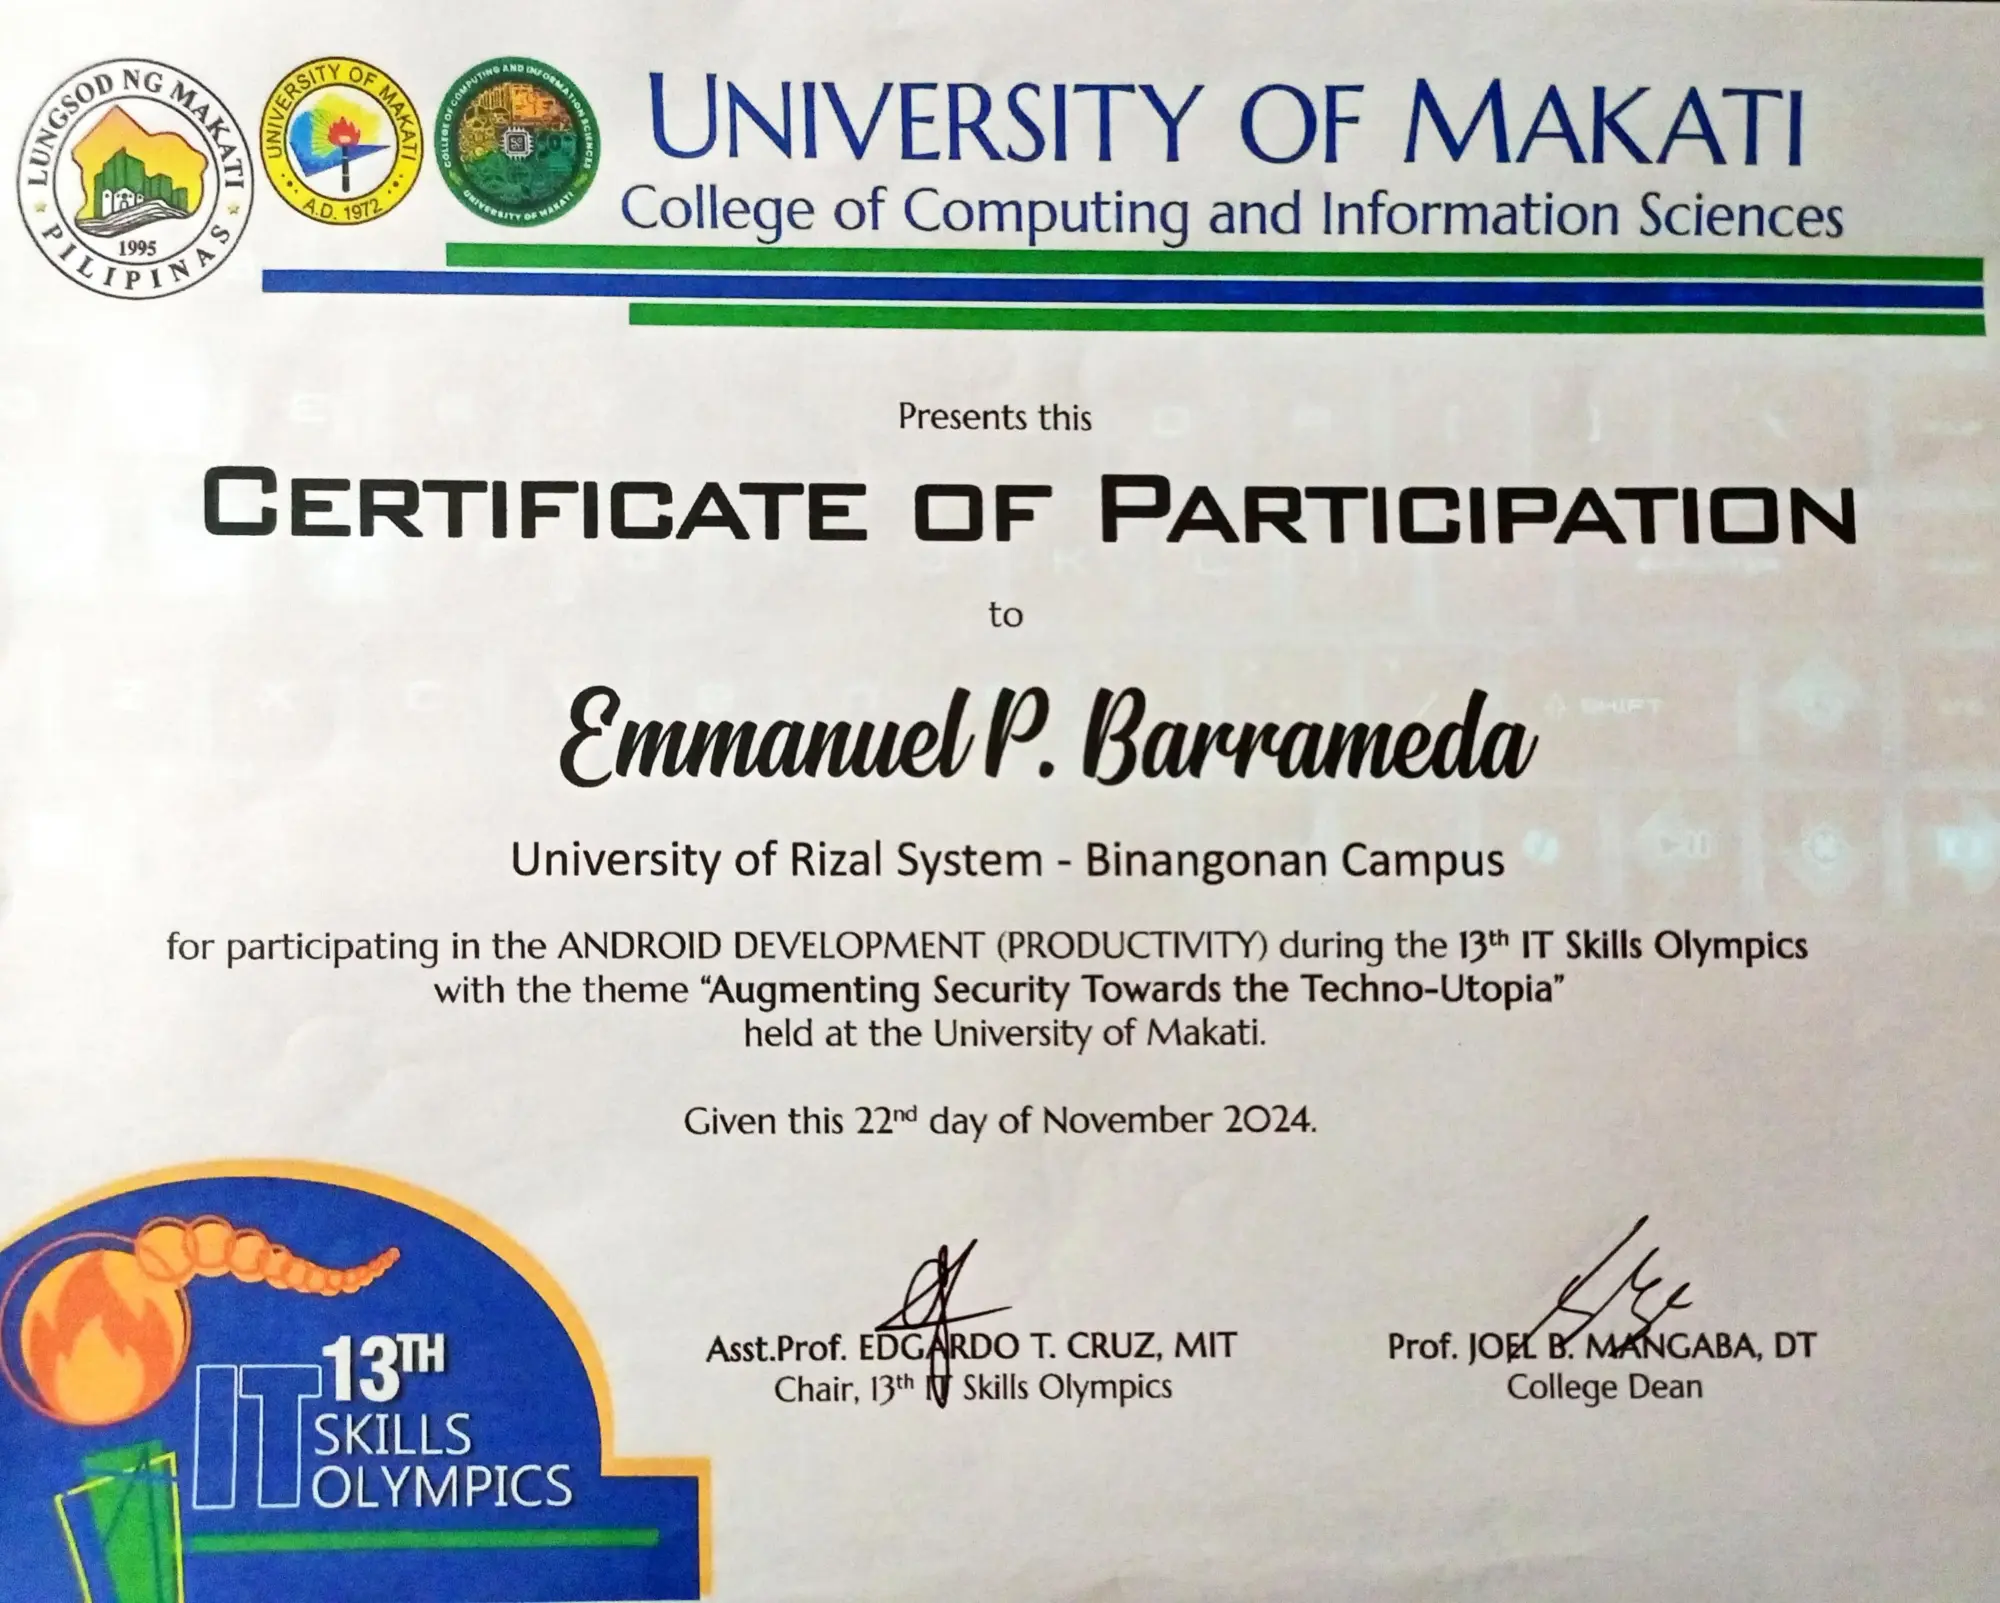 LUNGSOD NG MAKATI
1995
PILIPINAS
UNIVERSITY OF MAKATI
A.D. 1972
COLLEGE OF COMPUTING AND INFORMATION SCIENCES
UNIVERSITY OF MAKATI
UNIVERSITY OF MAKATI
College of Computing and Information Sciences
Presents this
CERTIFICATE OF PARTICIPATION
to
Emmanuel P. Barrameda
University of Rizal System - Binangonan Campus
for participating in the ANDROID DEVELOPMENT (PRODUCTIVITY) during the 13th IT Skills Olympics
with the theme “Augmenting Security Towards the Techno-Utopia”
held at the University of Makati.
Given this 22nd day of November 2024.
Asst.Prof. EDGARDO T. CRUZ, MIT
Chair, 13th IT Skills Olympics
Prof. JOEL B. MANGABA, DT
College Dean
13TH
IT SKILLS
OLYMPICS
SHIFT